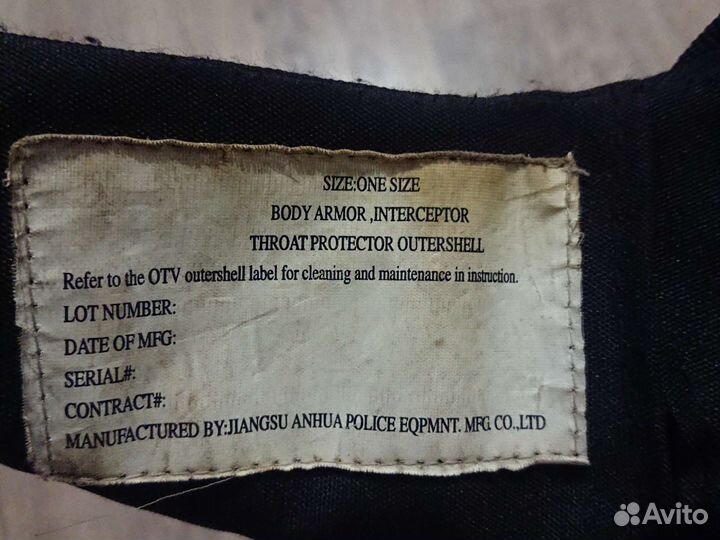 SIZE:ONE SIZE
BODY ARMOR ,INTERCEPTOR
THROAT PROTECTOR OUTERSHELL
Refer to the OTV outershell label for cleaning and maintenance in instruction.
LOT NUMBER:
DATE OF MFG:
SERIAL#:
CONTRACT#:
MANUFACTURED BY:JIANGSU ANHUA POLICE EQPMNT. MFG CO.,LTD
Avito